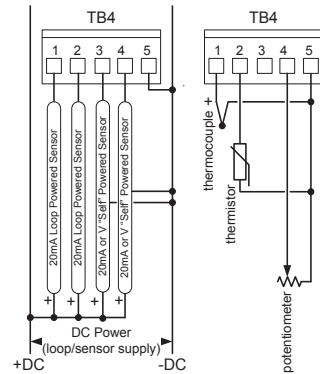 TB4
1 2 3 4 5
20mA Loop Powered Sensor
20mA Loop Powered Sensor
20mA or V "Self" Powered Sensor
20mA or V "Self" Powered Sensor
+ + + +
DC Power
(loop/sensor supply)
+DC -DC
TB4
1 2 3 4 5
thermocouple +
thermistor
potentiometer